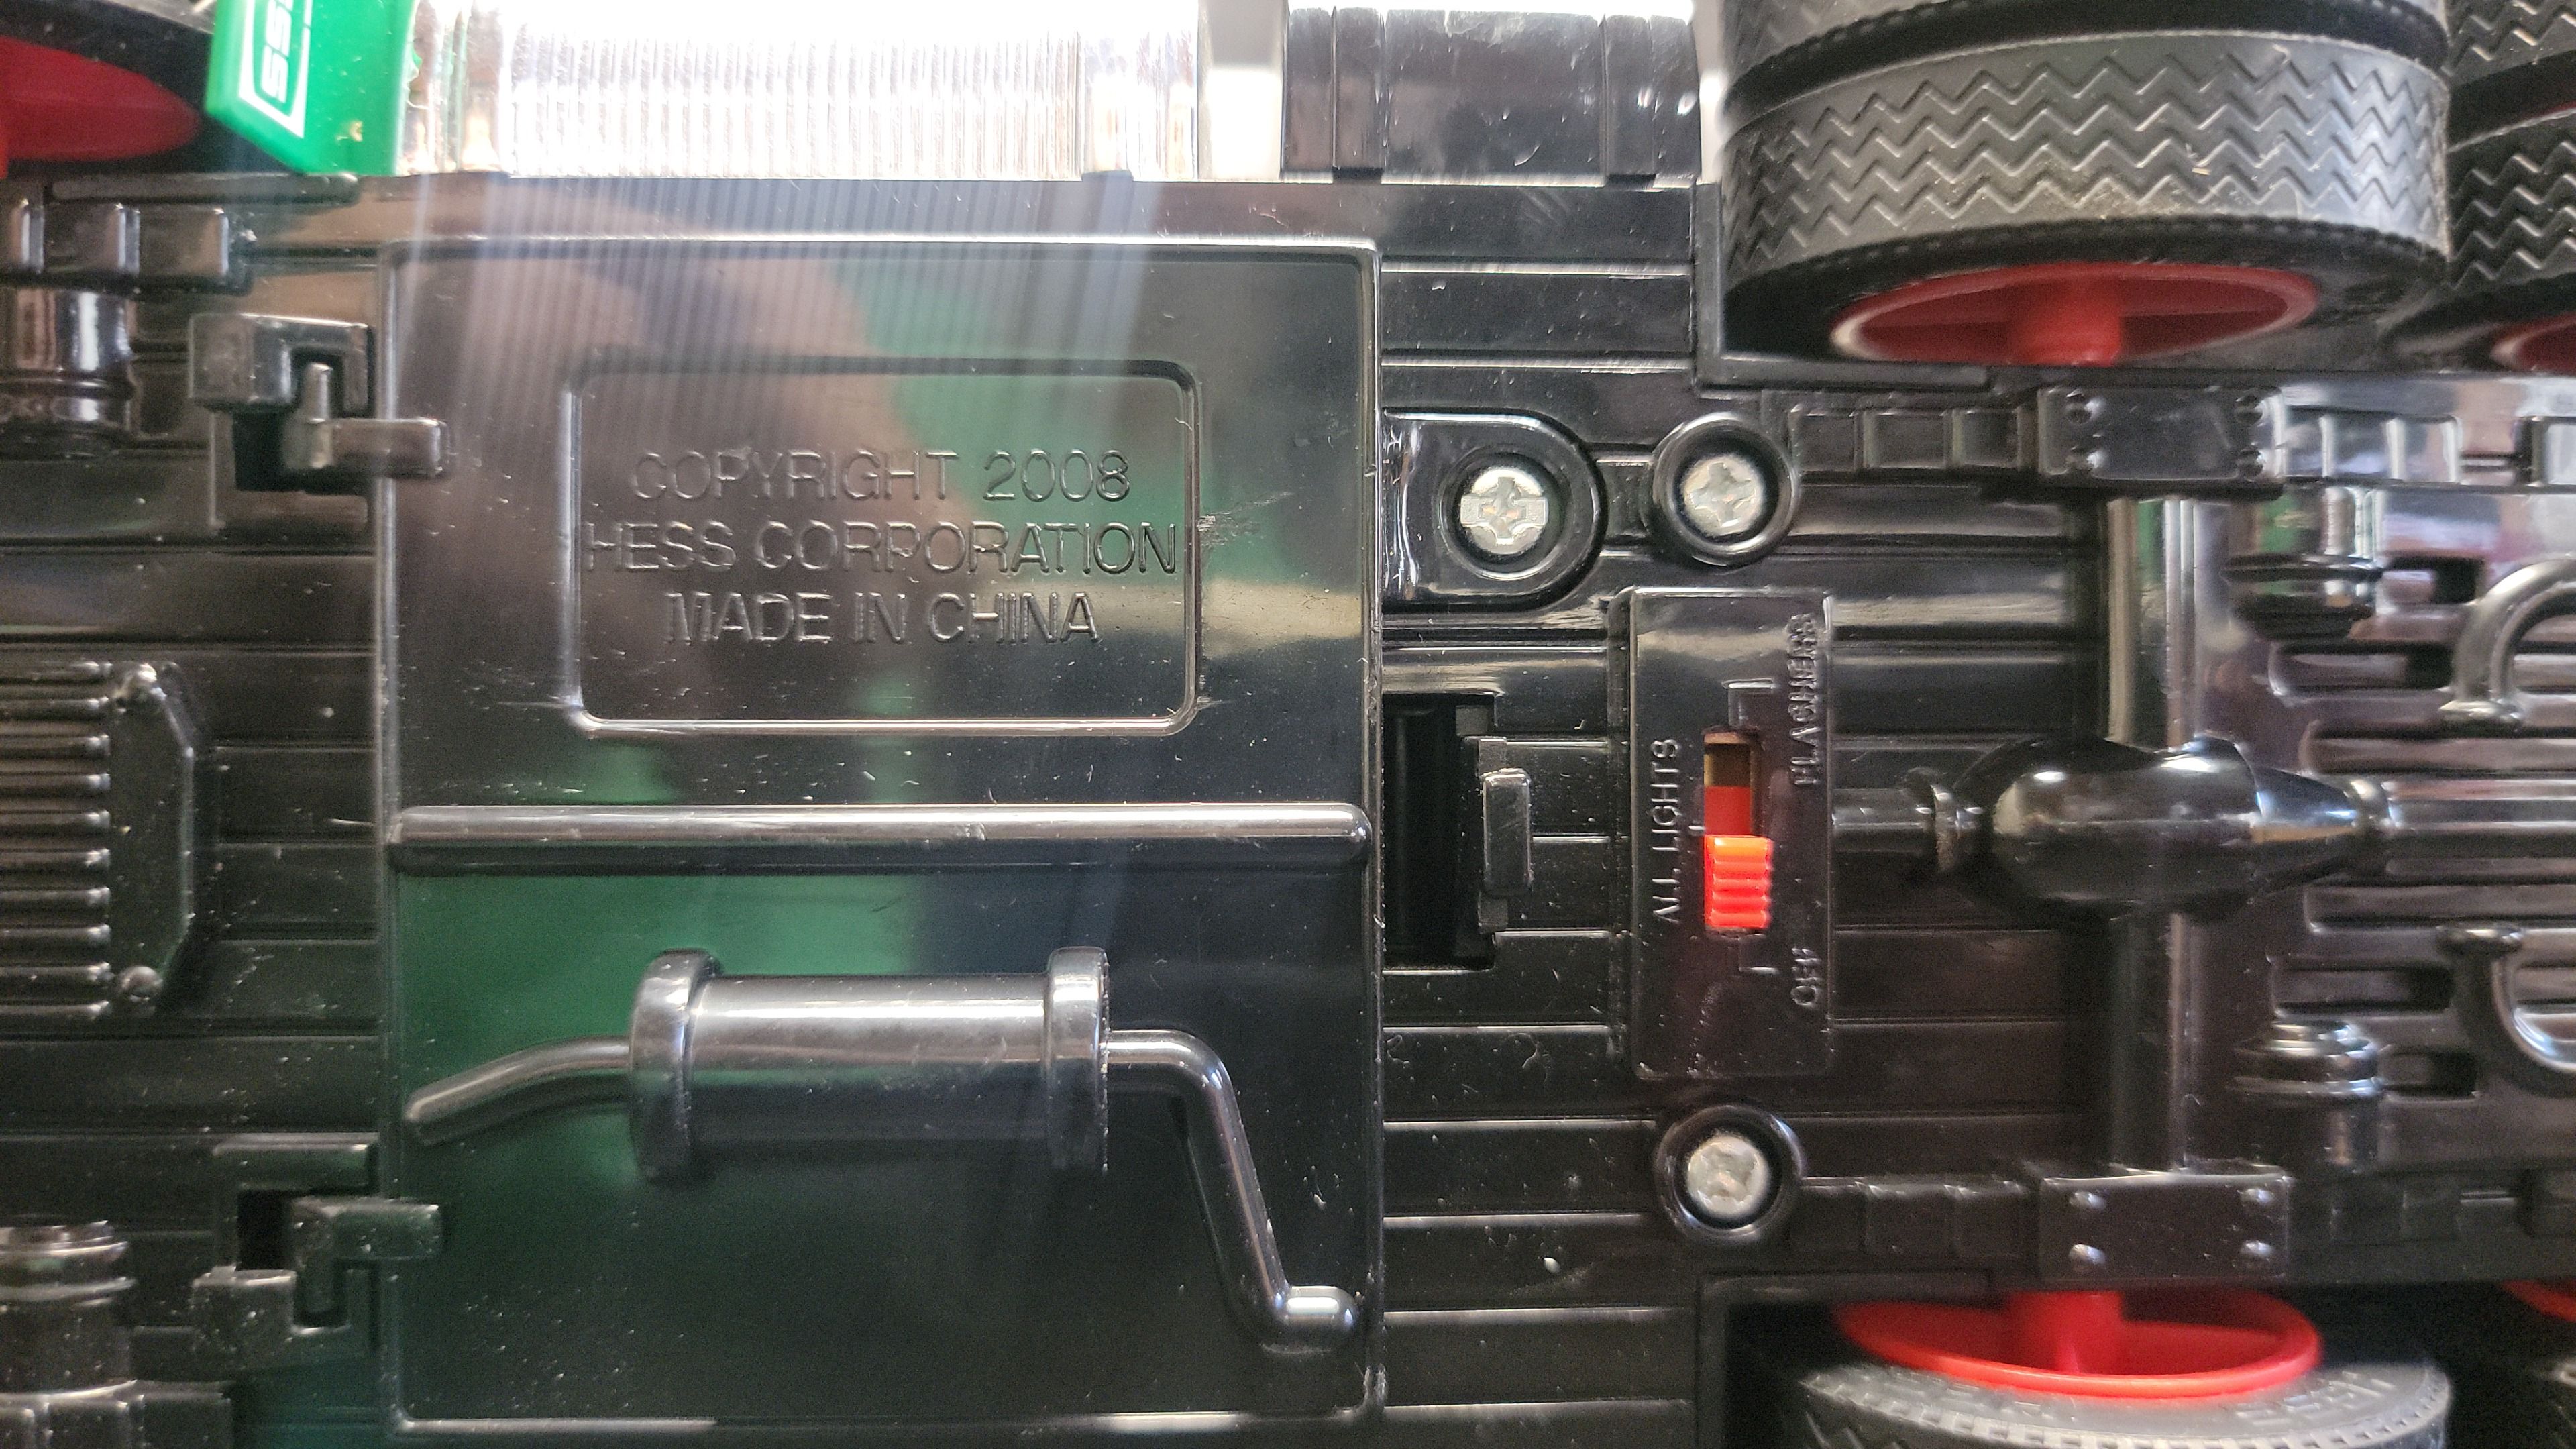 COPYRIGHT 2008
HESS CORPORATION
MADE IN CHINA
ALL LIGHTS
FLASHERS
OFF